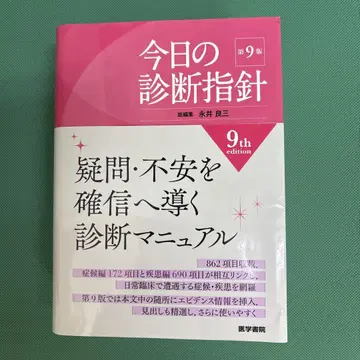 今日の
診断指針
第9版
総編集 永井良三
9th
edition
疑問・不安を
確信へ導く
診断マニュアル
862項目収載。
症候編172項目と疾患編690項目が相互リンクし、
日常臨床で遭遇する症候・疾患を網羅
第9版では本文中の随所にエビデンス情報を挿入。
見出しも精選し、さらに使いやすく
医学書院